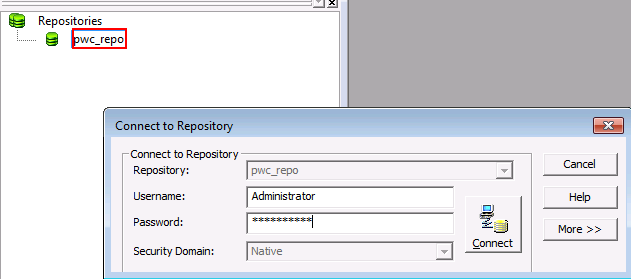 Repositories
pwc_repo
Connect to Repository
Connect to Repository
Repository: pwc_repo
Username: Administrator
Password: **********
Security Domain: Native
Connect
Cancel
Help
More >>